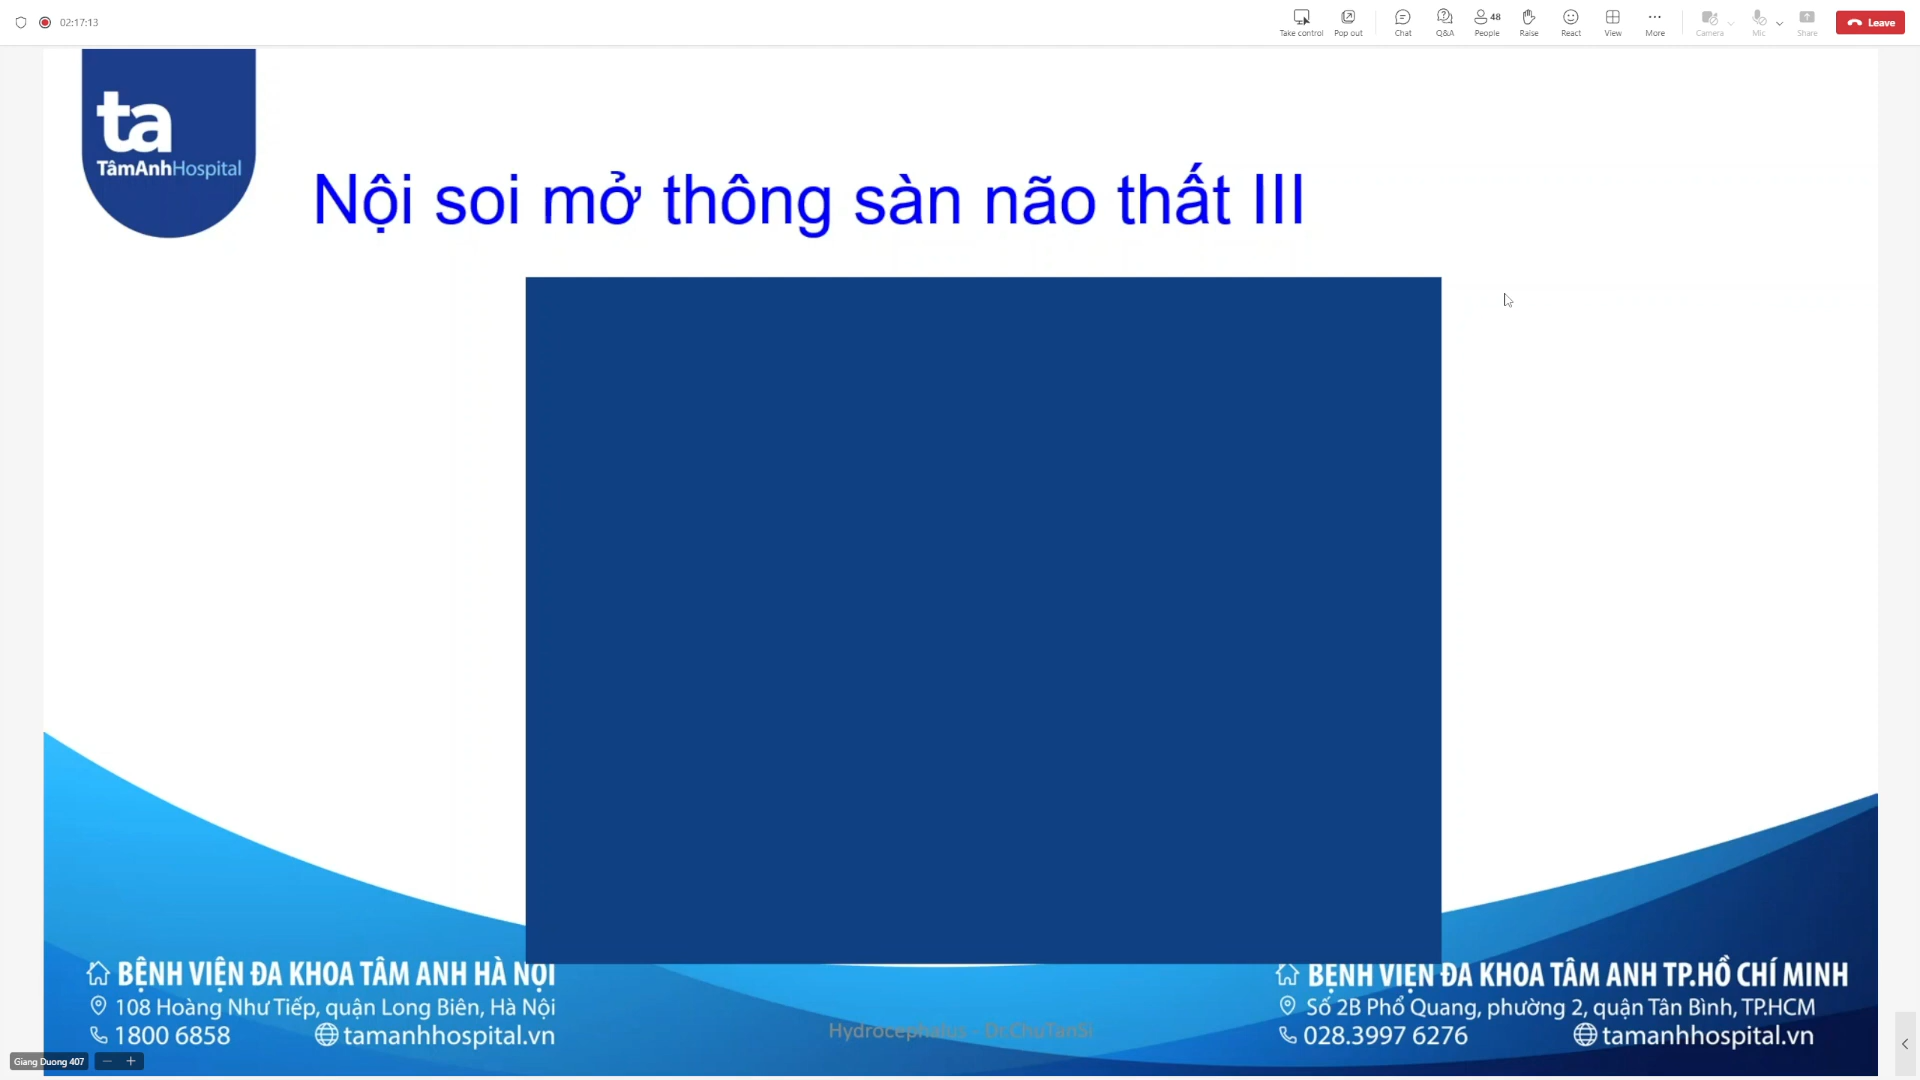 02:17:13
Take control
Pop out
Chat
Q&A
48
People
Raise
React
View
More
Camera
Mic
Share
Leave
ta
TâmAnhHospital
Nội soi mở thông sàn não thất III
BỆNH VIỆN ĐA KHOA TÂM ANH HÀ NỘI
108 Hoàng Như Tiếp, quận Long Biên, Hà Nội
1800 6858
tamanhhospital.vn
Hydrocephalus - Dr.ChuTanSi
BỆNH VIỆN ĐA KHOA TÂM ANH TP.HỒ CHÍ MINH
Số 2B Phổ Quang, phường 2, quận Tân Bình, TP.HCM
028.3997 6276
tamanhhospital.vn
Giang Duong 407